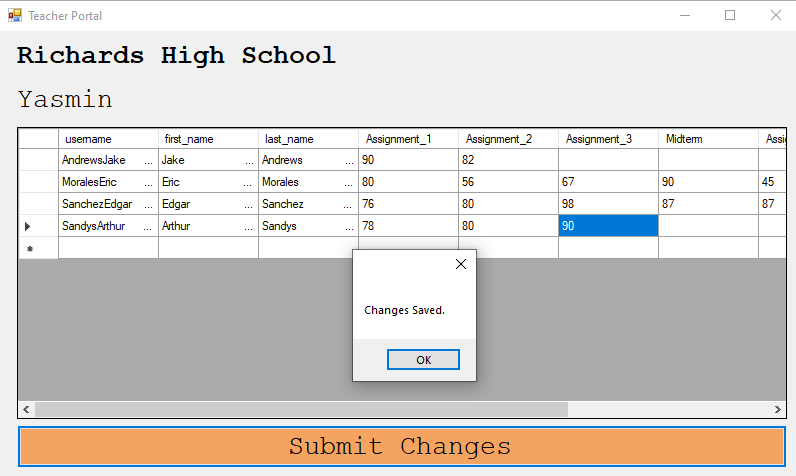 Teacher Portal
Richards High School
Yasmin
username first_name last_name Assignment_1 Assignment_2 Assignment_3 Midterm Assi
AndrewsJake ... Jake ... Andrews ... 90 82
MoralesEric ... Eric ... Morales ... 80 56 67 90 45
SanchezEdgar ... Edgar ... Sanchez ... 76 80 98 87 87
SandysArthur ... Arthur ... Sandys ... 78 80 90
Changes Saved.
OK
Submit Changes